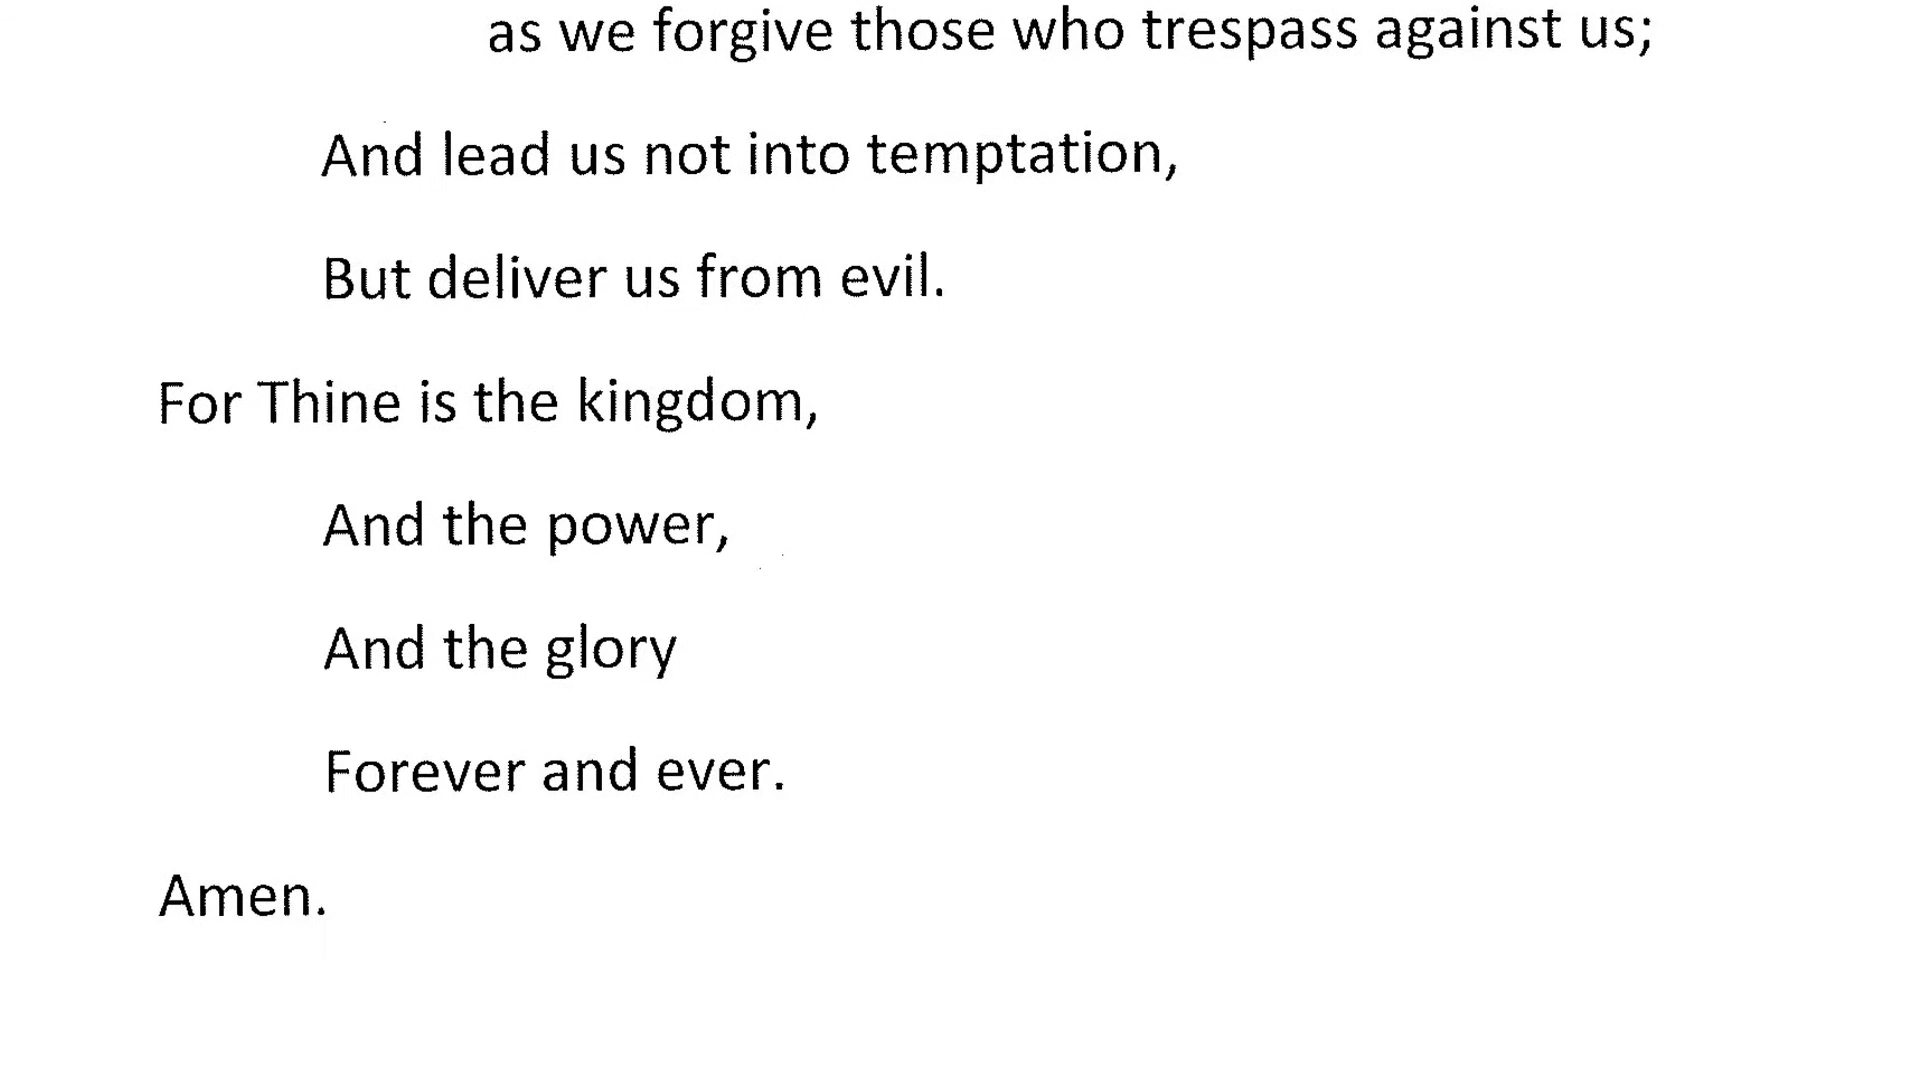 as we forgive those who trespass against us;
And lead us not into temptation,
But deliver us from evil.
For Thine is the kingdom,
And the power,
And the glory
Forever and ever.
Amen.